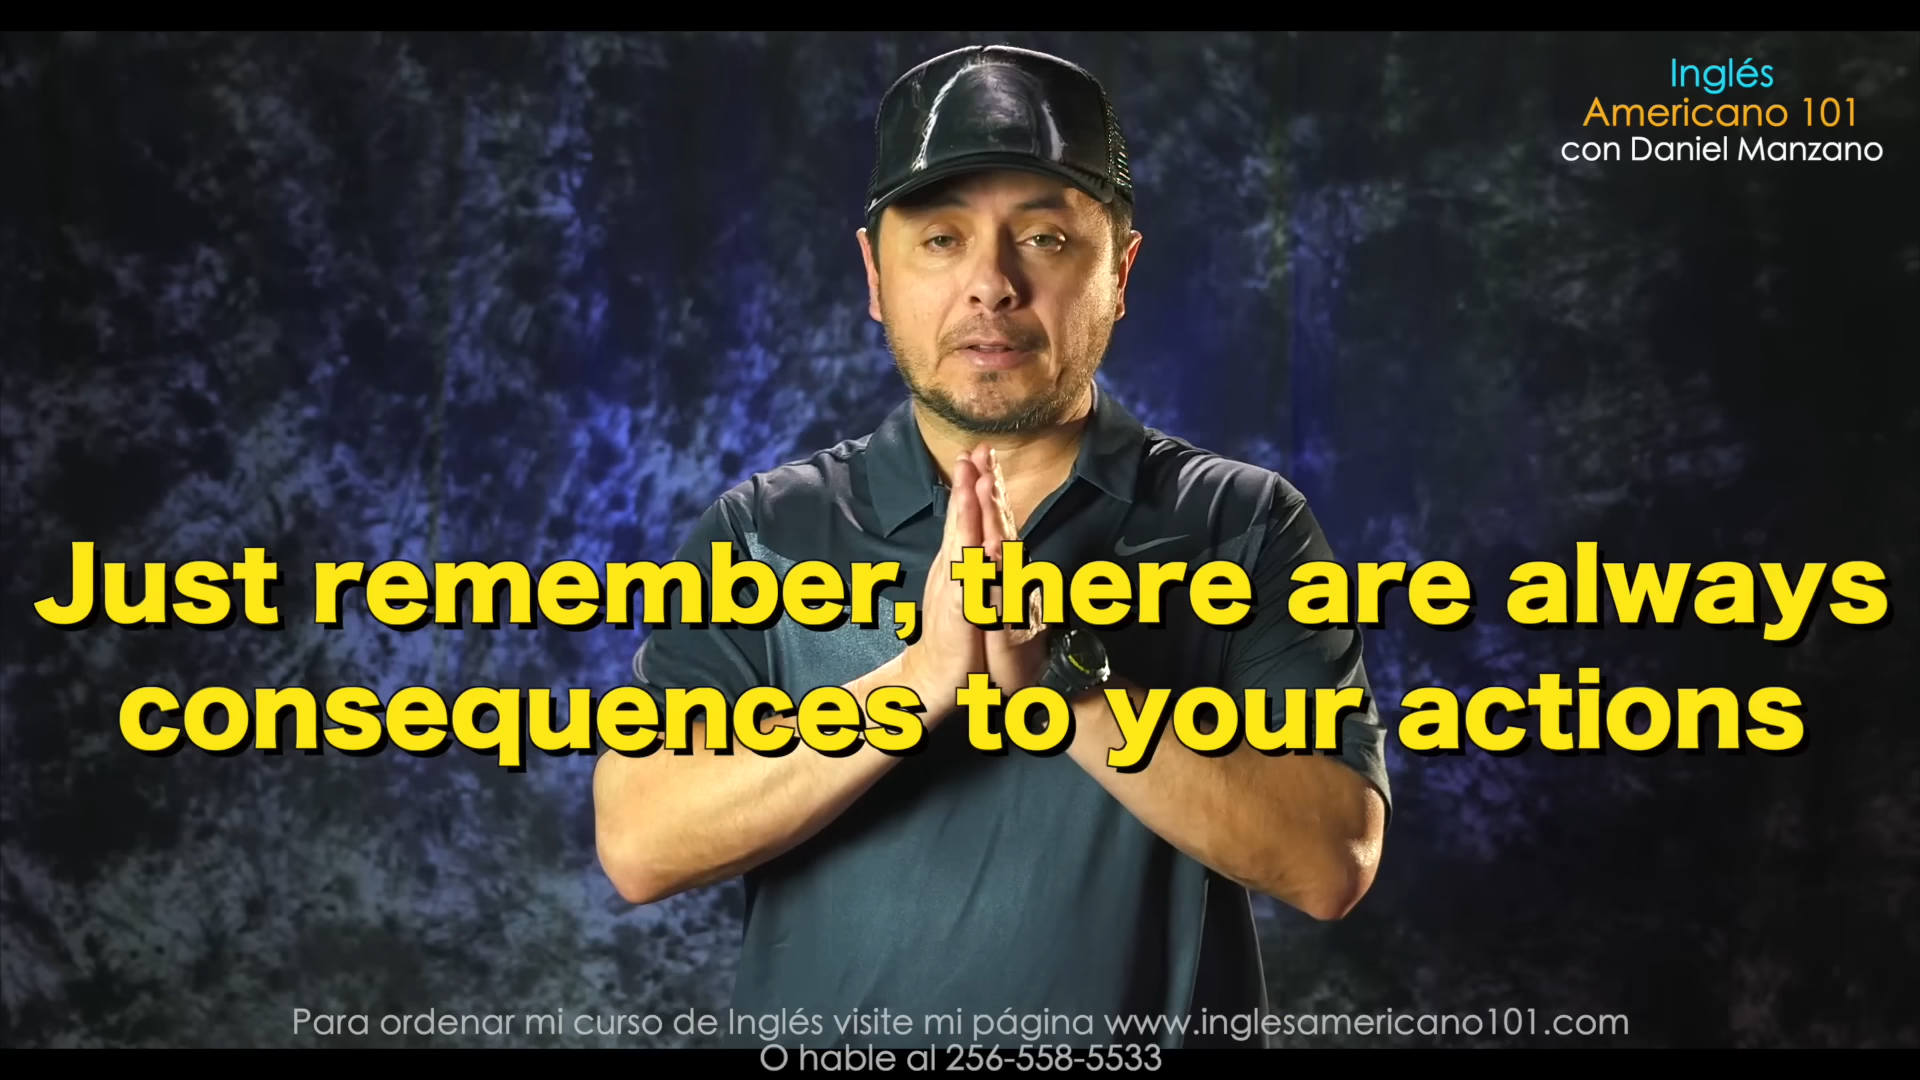 Inglés
Americano 101
con Daniel Manzano
Just remember, there are always
consequences to your actions
Para ordenar mi curso de Inglés visite mi página www.inglesamericano101.com
O hable al 256-558-5533